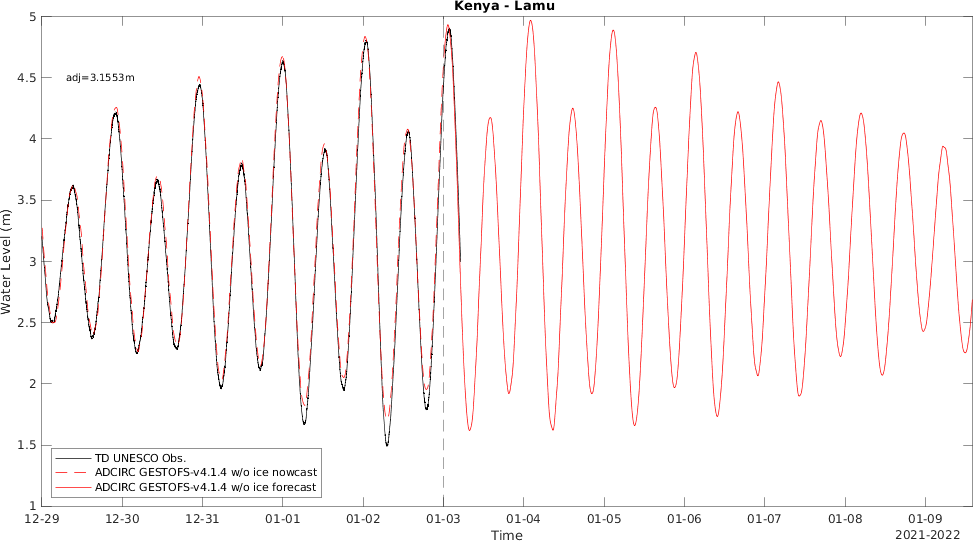 Kenya - Lamu
5
4.5
4
3.5
3
2.5
2
1.5
1
Water Level (m)
adj=3.1553m
TD UNESCO Obs.
ADCIRC GESTOFS-v4.1.4 w/o ice nowcast
ADCIRC GESTOFS-v4.1.4 w/o ice forecast
12-29 12-30 12-31 01-01 01-02 01-03 01-04 01-05 01-06 01-07 01-08 01-09
Time
2021-2022